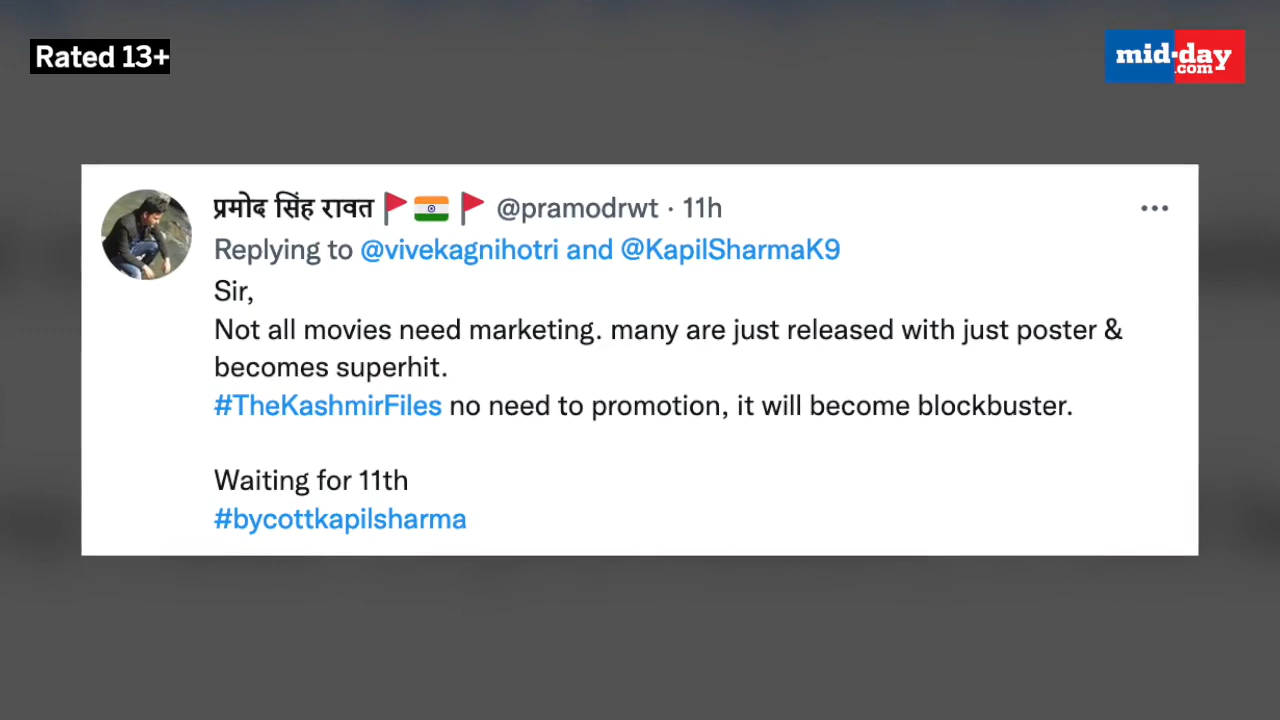 Rated 13+
mid-day
.com
प्रमोद सिंह रावत 🚩🇮🇳🚩 @pramodrwt · 11h
Replying to @vivekagnihotri and @KapilSharmaK9
Sir,
Not all movies need marketing. many are just released with just poster &
becomes superhit.
#TheKashmirFiles no need to promotion, it will become blockbuster.
Waiting for 11th
#bycottkapilsharma